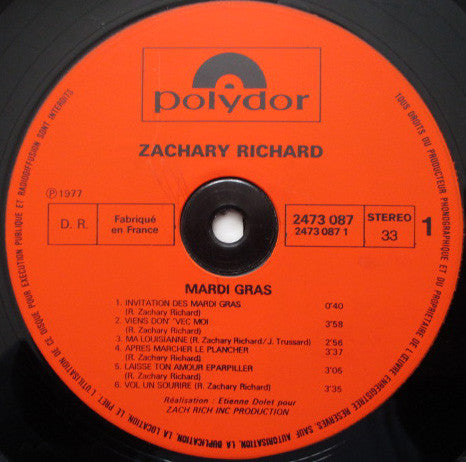 polydor
ZACHARY RICHARD
Ⓟ1977
D. R.
Fabriqué
en France
2473 087
2473 087 1
STEREO
33
1
MARDI GRAS
1. INVITATION DES MARDI GRAS 0'40
(R. Zachary Richard)
2. VIENS DON' 'VEC MOI 3'58
(R. Zachary Richard)
3. MA LOUISIANNE (R. Zachary Richard/J. Trussard) 2'56
4. APRES MARCHER LE PLANCHER 3'37
(R. Zachary Richard)
5. LAISSE TON AMOUR EPARPILLER 3'05
(R. Zachary Richard)
6. VOL UN SOURIRE (R. Zachary Richard) 3'35
Réalisation : Etienne Dolet pour
ZACH RICH INC PRODUCTION
TOUS DROITS DU PRODUCTEUR PHONOGRAPHIQUE ET DU PROPRIETAIRE DE L'ŒUVRE ENREGISTREE RESERVES. SAUF AUTORISATION, LA DUPLICATION, LA LOCATION, LE PRET, L'UTILISATION DE CE DISQUE POUR EXECUTION PUBLIQUE ET RADIODIFFUSION SONT INTERDITS